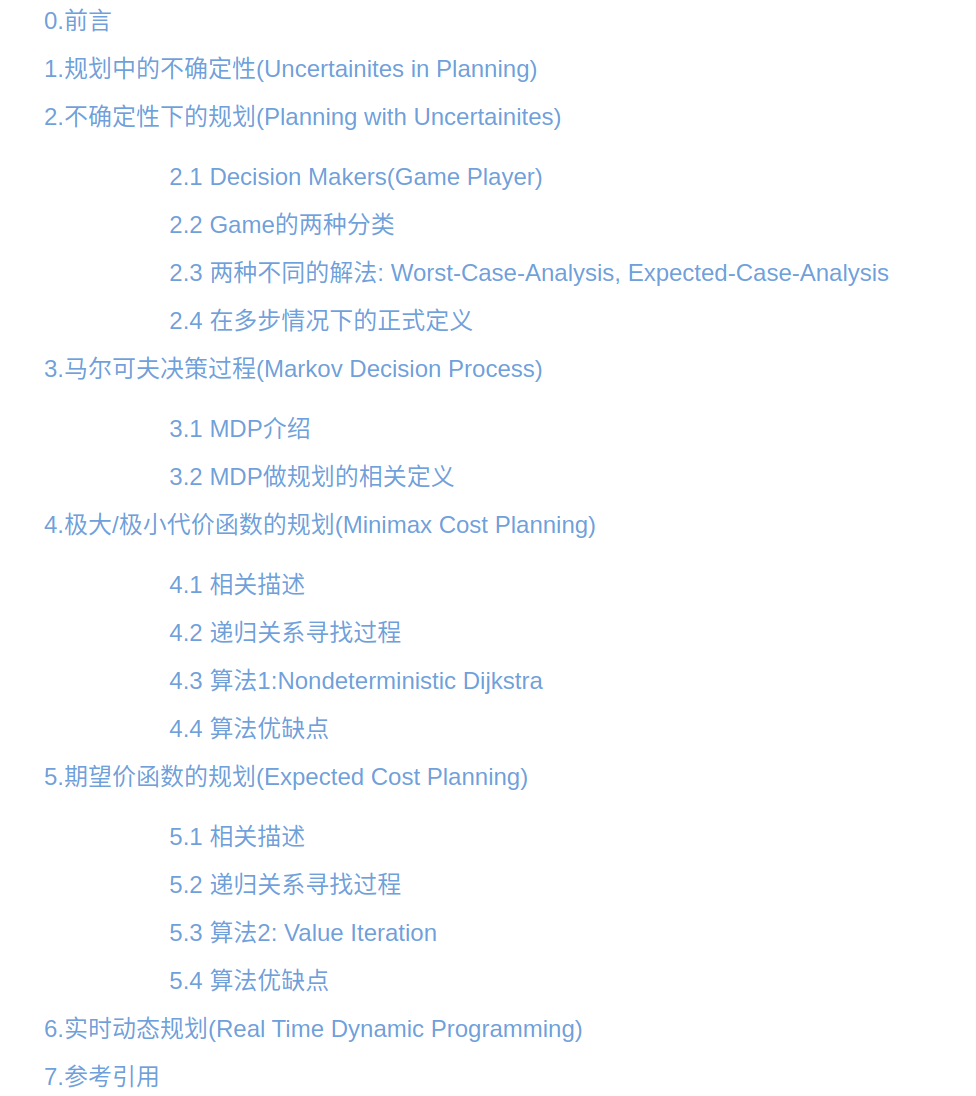 0.前言
1.规划中的不确定性(Uncertainites in Planning)
2.不确定性下的规划(Planning with Uncertainites)
2.1 Decision Makers(Game Player)
2.2 Game的两种分类
2.3 两种不同的解法: Worst-Case-Analysis, Expected-Case-Analysis
2.4 在多步情况下的正式定义
3.马尔可夫决策过程(Markov Decision Process)
3.1 MDP介绍
3.2 MDP做规划的相关定义
4.极大/极小代价函数的规划(Minimax Cost Planning)
4.1 相关描述
4.2 递归关系寻找过程
4.3 算法1:Nondeterministic Dijkstra
4.4 算法优缺点
5.期望价函数的规划(Expected Cost Planning)
5.1 相关描述
5.2 递归关系寻找过程
5.3 算法2: Value Iteration
5.4 算法优缺点
6.实时动态规划(Real Time Dynamic Programming)
7.参考引用